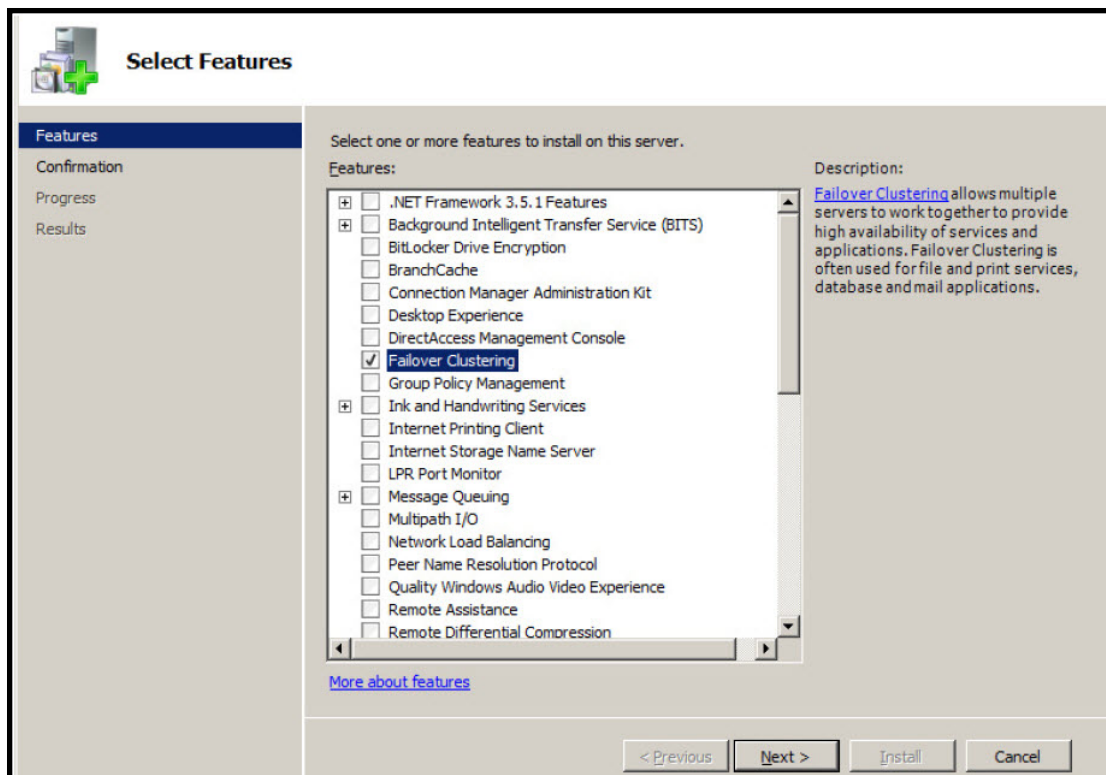 Select Features
Features
Confirmation
Progress
Results
Select one or more features to install on this server.
Features:
.NET Framework 3.5.1 Features
Background Intelligent Transfer Service (BITS)
BitLocker Drive Encryption
BranchCache
Connection Manager Administration Kit
Desktop Experience
DirectAccess Management Console
Failover Clustering
Group Policy Management
Ink and Handwriting Services
Internet Printing Client
Internet Storage Name Server
LPR Port Monitor
Message Queuing
Multipath I/O
Network Load Balancing
Peer Name Resolution Protocol
Quality Windows Audio Video Experience
Remote Assistance
Remote Differential Compression
More about features
Description:
Failover Clustering allows multiple
servers to work together to provide
high availability of services and
applications. Failover Clustering is
often used for file and print services,
database and mail applications.
< Previous
Next >
Install
Cancel